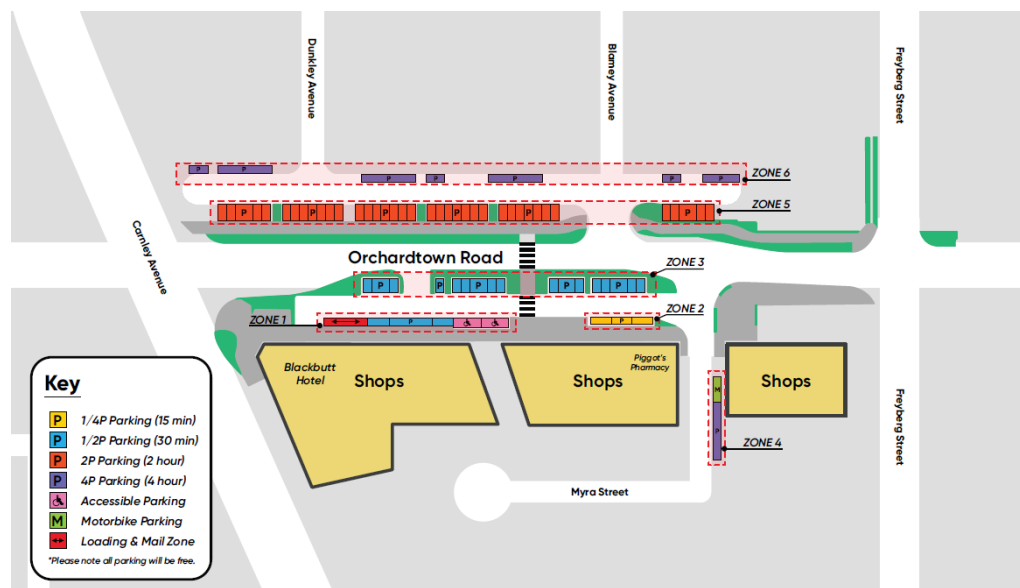 Dunkley Avenue
Blamey Avenue
Freyberg Street
P
P
P
P
P
P
P
ZONE 6
P
P
P
P
P
P
ZONE 5
Carnley Avenue
Orchardtown Road
ZONE 3
P
P
P
P
P
ZONE 1
P
P
ZONE 2
Blackbutt
Hotel
Shops
Shops
Piggot's
Pharmacy
Shops
M
P
ZONE 4
Freyberg Street
Myra Street
Key
P 1/4P Parking (15 min)
P 1/2P Parking (30 min)
P 2P Parking (2 hour)
P 4P Parking (4 hour)
Accessible Parking
M Motorbike Parking
Loading & Mail Zone
*Please note all parking will be free.